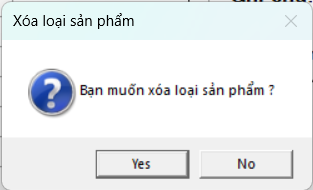 Xóa loại sản phẩm
Bạn muốn xóa loại sản phẩm ?
Yes
No